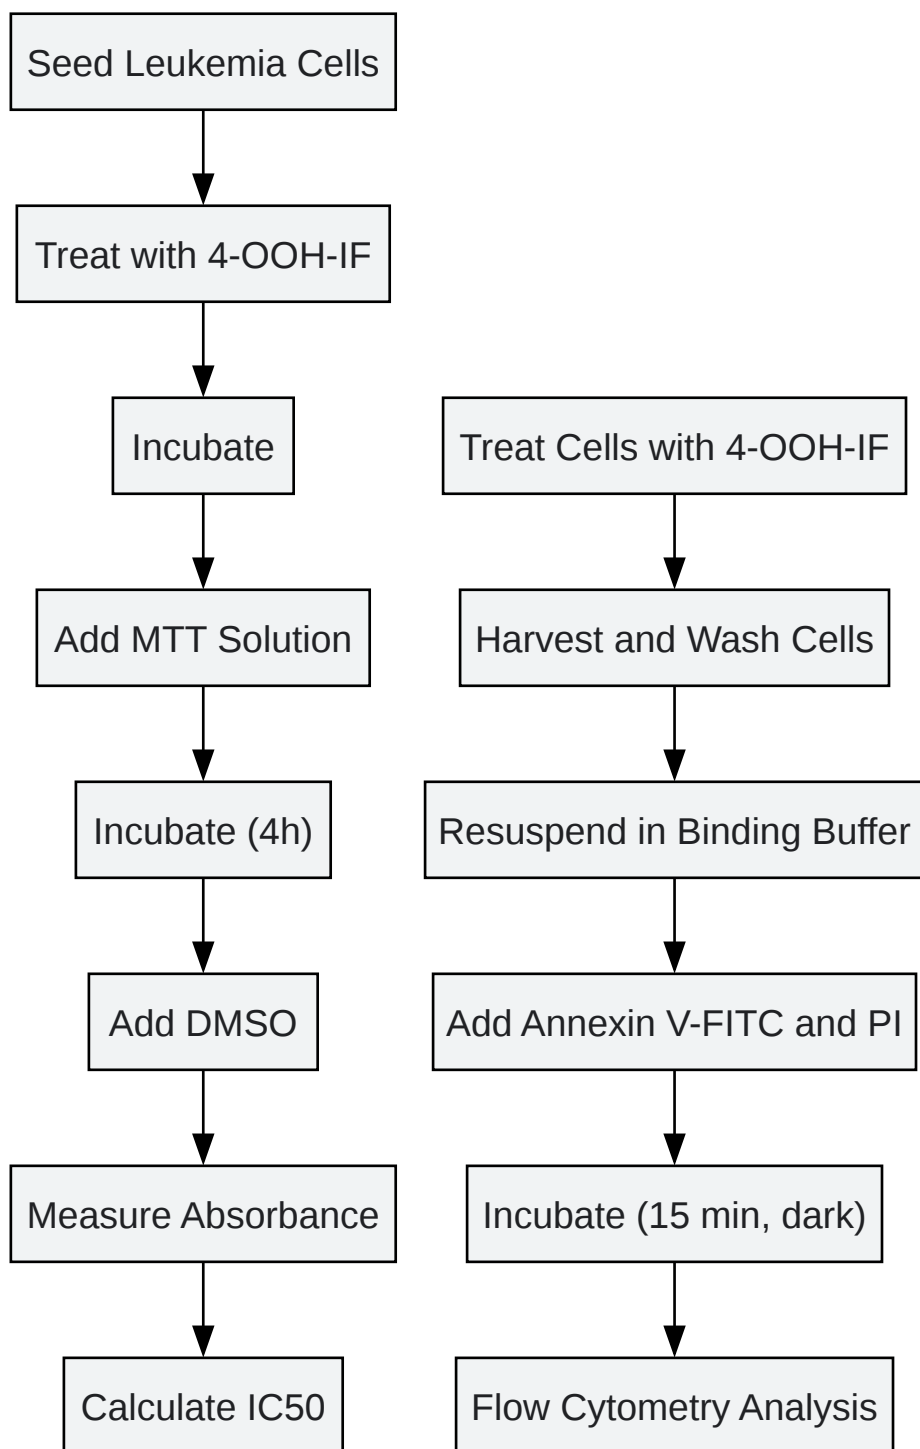 Seed Leukemia Cells
Treat with 4-OOH-IF
Incubate
Add MTT Solution
Incubate (4h)
Add DMSO
Measure Absorbance
Calculate IC50
Treat Cells with 4-OOH-IF
Harvest and Wash Cells
Resuspend in Binding Buffer
Add Annexin V-FITC and PI
Incubate (15 min, dark)
Flow Cytometry Analysis